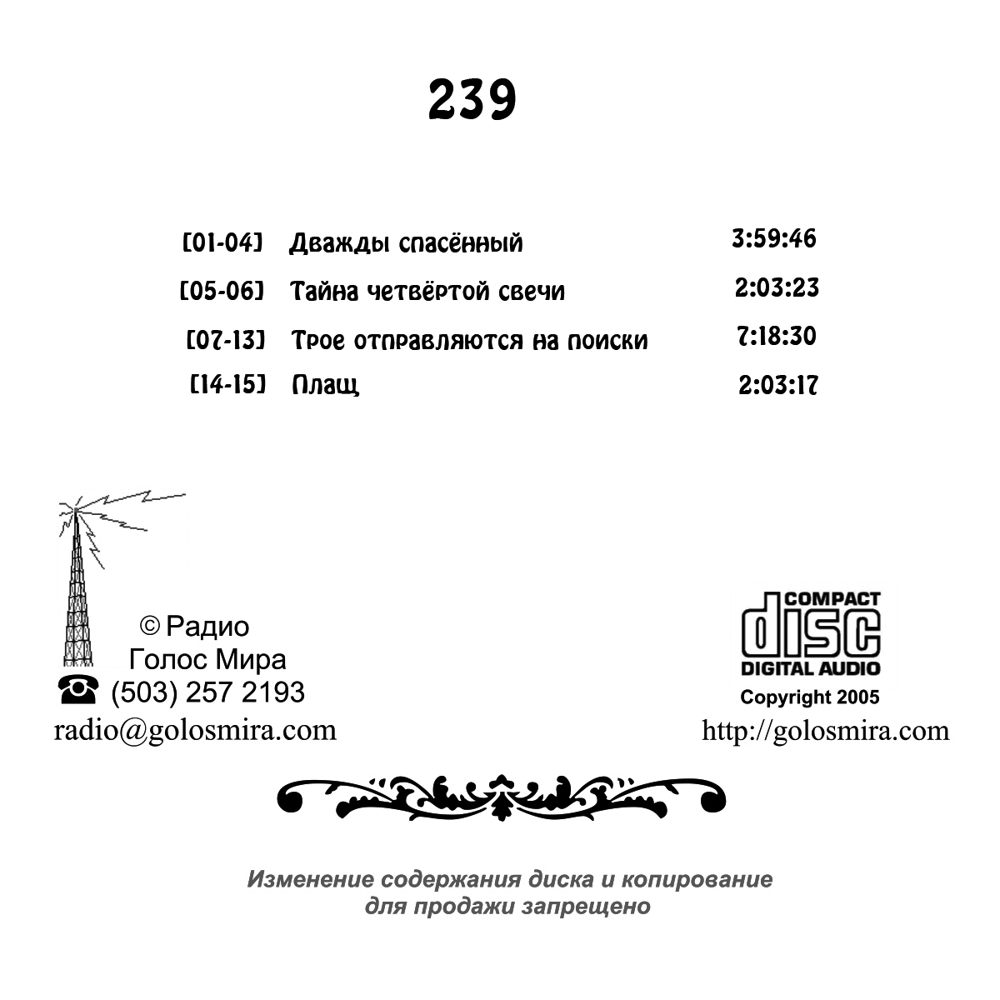 239
[01-04] Дважды спасённый 3:59:46
[05-06] Тайна четвёртой свечи 2:03:23
[07-13] Трое отправляются на поиски 7:18:30
[14-15] Плащ 2:03:17
© Радио
Голос Мира
(503) 257 2193
radio@golosmira.com
COMPACT
disc
DIGITAL AUDIO
Copyright 2005
http://golosmira.com
Изменение содержания диска и копирование
для продажи запрещено